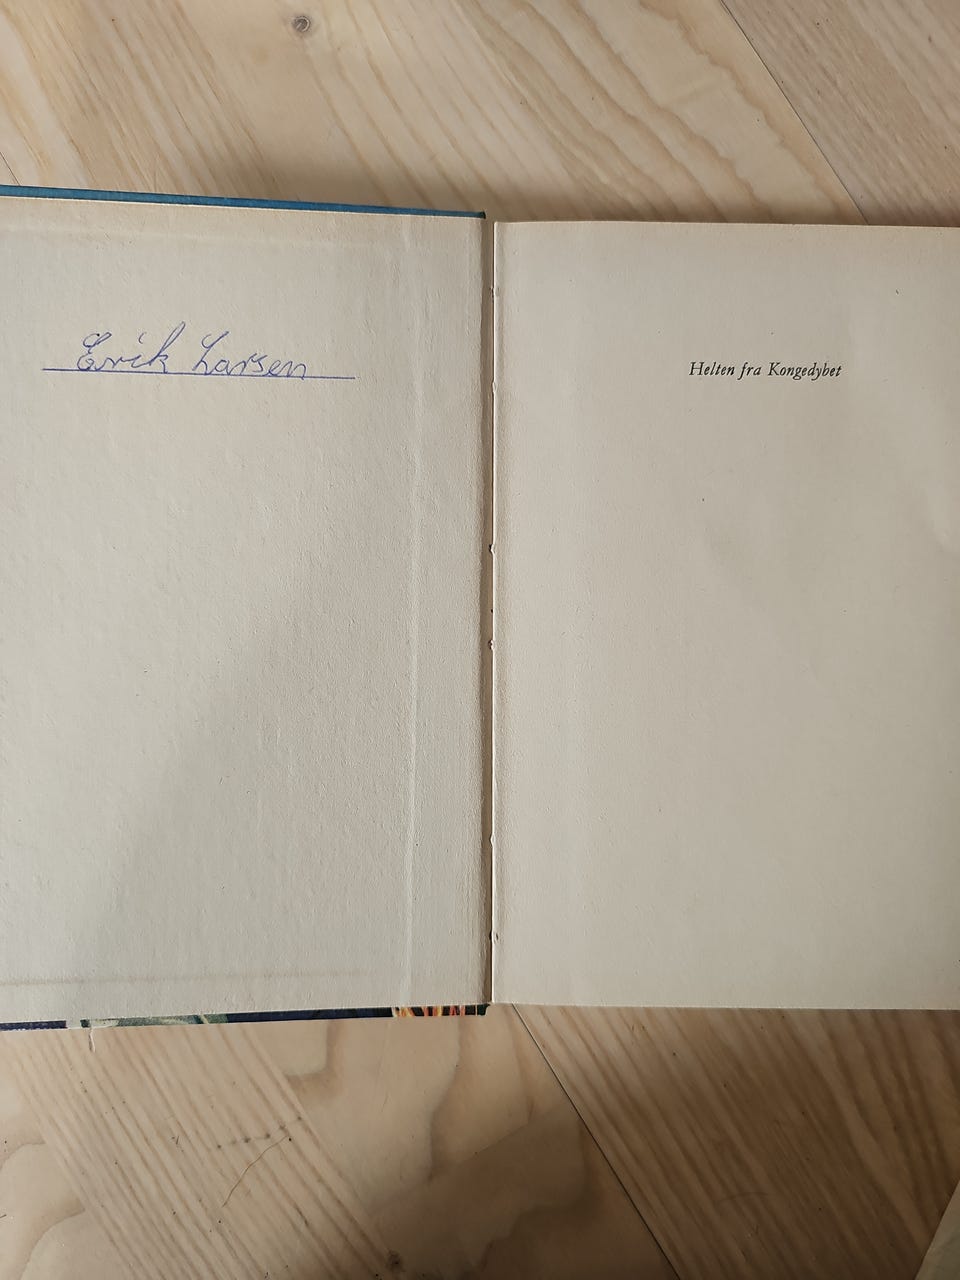 Erik Larsen
Helten fra Kongedybet